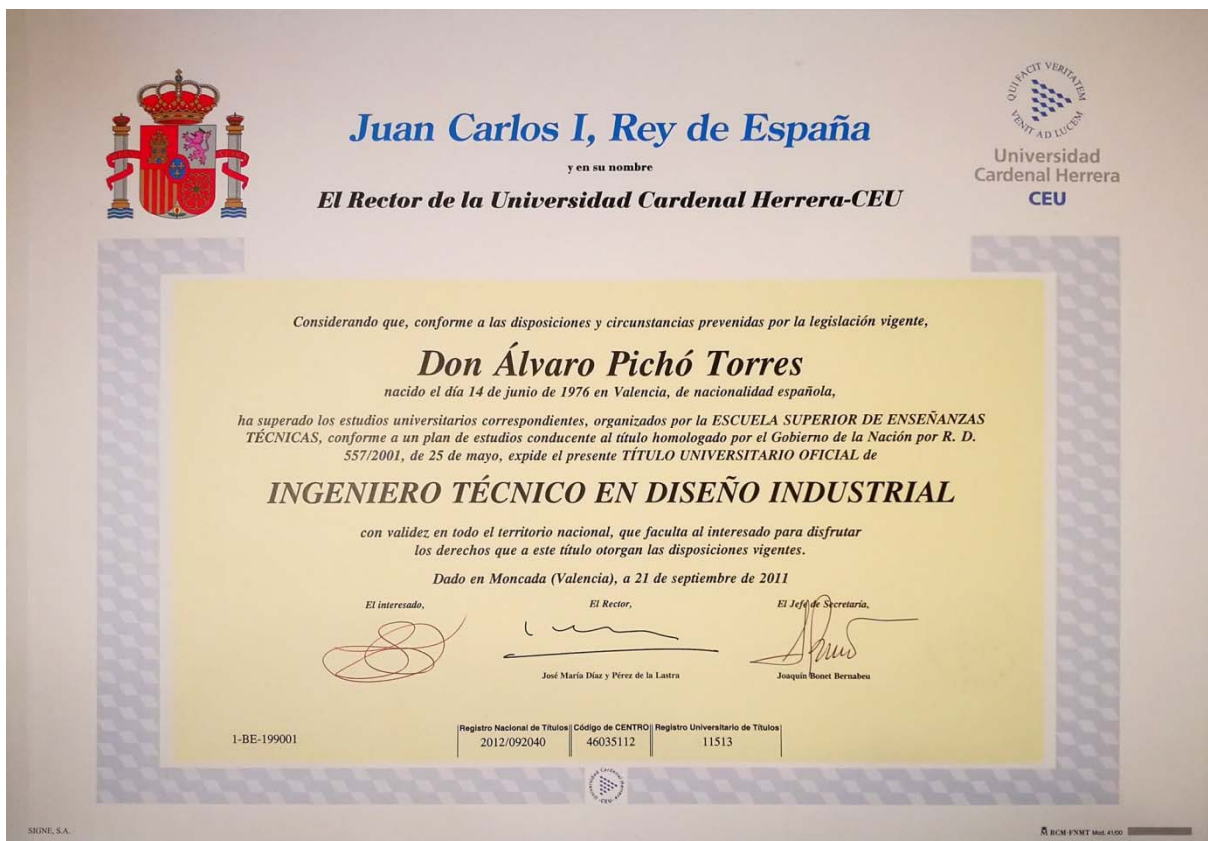 Juan Carlos I, Rey de España
y en su nombre
El Rector de la Universidad Cardenal Herrera-CEU
QUI FACIT VERITATEM
VENIT AD LUCEM
Universidad
Cardenal Herrera
CEU
Considerando que, conforme a las disposiciones y circunstancias prevenidas por la legislación vigente,
Don Álvaro Pichó Torres
nacido el día 14 de junio de 1976 en Valencia, de nacionalidad española,
ha superado los estudios universitarios correspondientes, organizados por la ESCUELA SUPERIOR DE ENSEÑANZAS
TÉCNICAS, conforme a un plan de estudios conducente al título homologado por el Gobierno de la Nación por R. D.
557/2001, de 25 de mayo, expide el presente TÍTULO UNIVERSITARIO OFICIAL de
INGENIERO TÉCNICO EN DISEÑO INDUSTRIAL
con validez en todo el territorio nacional, que faculta al interesado para disfrutar
los derechos que a este título otorgan las disposiciones vigentes.
Dado en Moncada (Valencia), a 21 de septiembre de 2011
El interesado, El Rector, El Jefe de Secretaría,
José María Díaz y Pérez de la Lastra Joaquín Bonet Bernabeu
Registro Nacional de Títulos Código de CENTRO Registro Universitario de Títulos
1-BE-199001 2012/092040 46035112 11513
Universidad Cardenal Herrera
-CEU-
SIGNE, S.A. RCM-FNMT Mod. 41/00